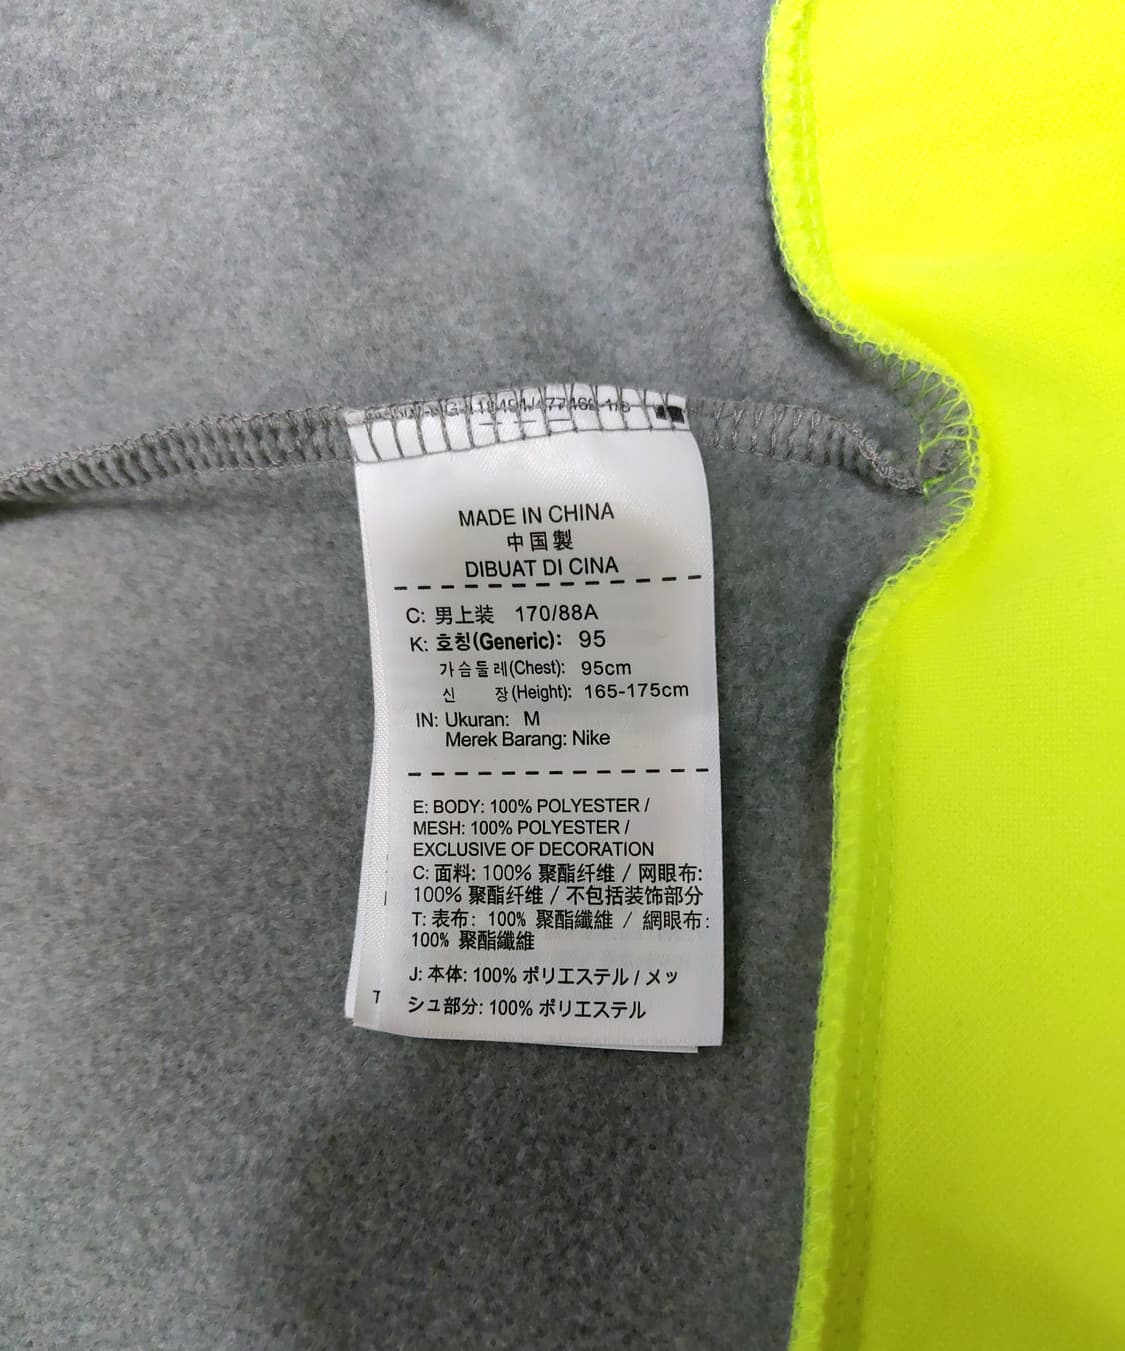 MADE IN CHINA
中国製
DIBUAT DI CINA
C: 男上装 170/88A
K: 호칭(Generic): 95
가슴둘레(Chest): 95cm
신 장(Height): 165-175cm
IN: Ukuran: M
Merek Barang: Nike
E: BODY: 100% POLYESTER /
MESH: 100% POLYESTER /
EXCLUSIVE OF DECORATION
C: 面料: 100% 聚酯纤维 / 网眼布:
100% 聚酯纤维 / 不包括装饰部分
T: 表布: 100% 聚酯纖維 / 網眼布:
100% 聚酯纖維
J: 本体: 100% ポリエステル / メッ
シュ部分: 100% ポリエステル
T